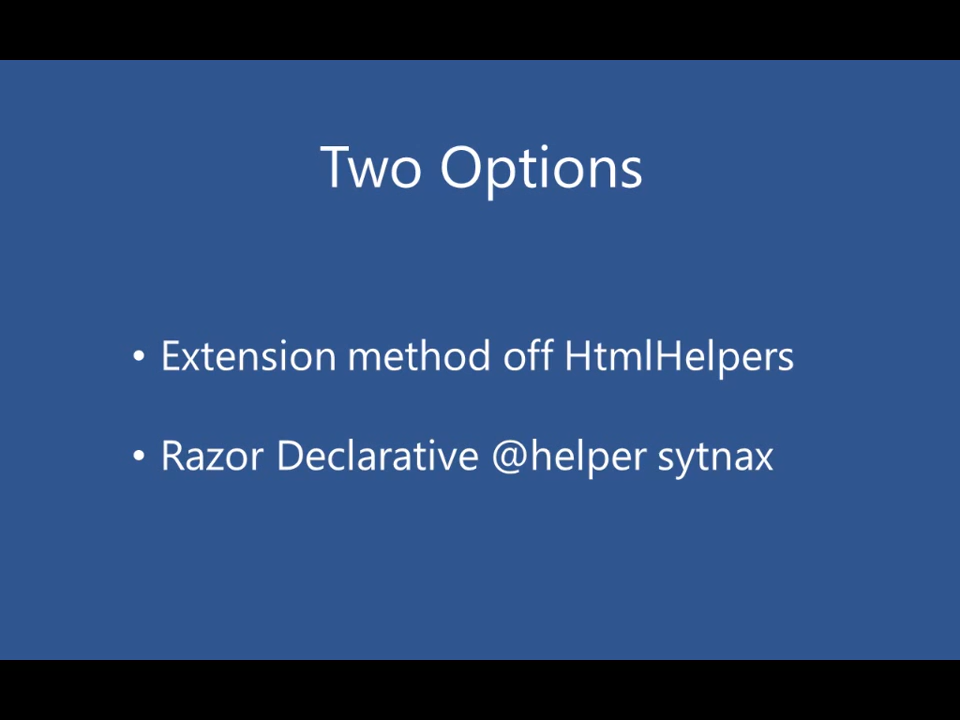 Two Options
• Extension method off HtmlHelpers
• Razor Declarative @helper sytnax